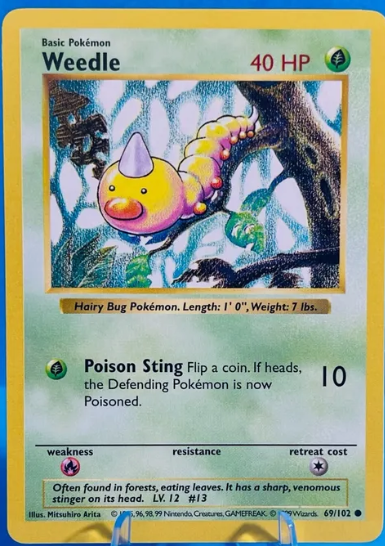 Basic Pokémon
Weedle 40 HP
Hairy Bug Pokémon. Length: 1' 0", Weight: 7 lbs.
Poison Sting Flip a coin. If heads,
the Defending Pokémon is now
Poisoned.
10
weakness resistance retreat cost
Often found in forests, eating leaves. It has a sharp, venomous
stinger on its head. LV. 12 #13
Illus. Mitsuhiro Arita © 96, 98, 99 Nintendo, Creatures, GAMEFREAK. © Wizards. 69/102